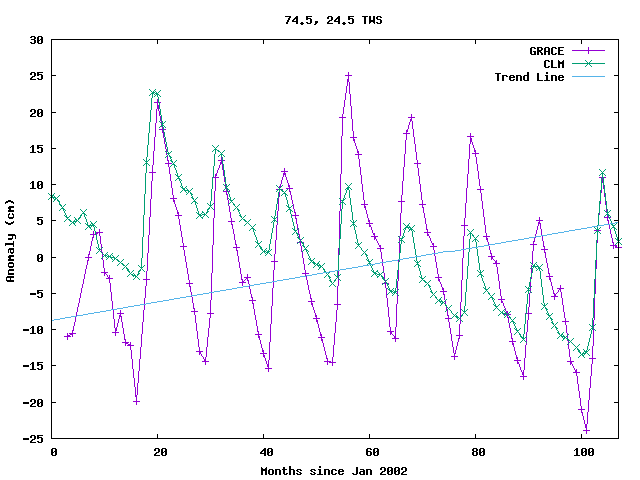 74.5, 24.5 TWS
GRACE
CLM
Trend Line
30
25
20
15
10
5
0
-5
-10
-15
-20
-25
Anomaly (cm)
0 20 40 60 80 100
Months since Jan 2002